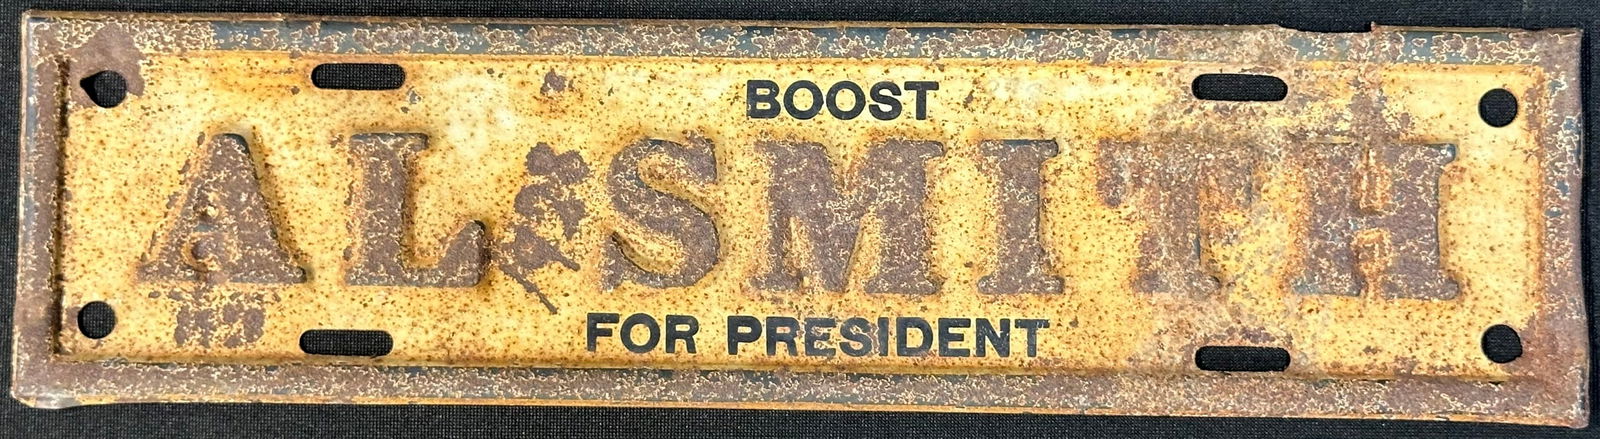 BOOST
AL SMITH
FOR PRESIDENT